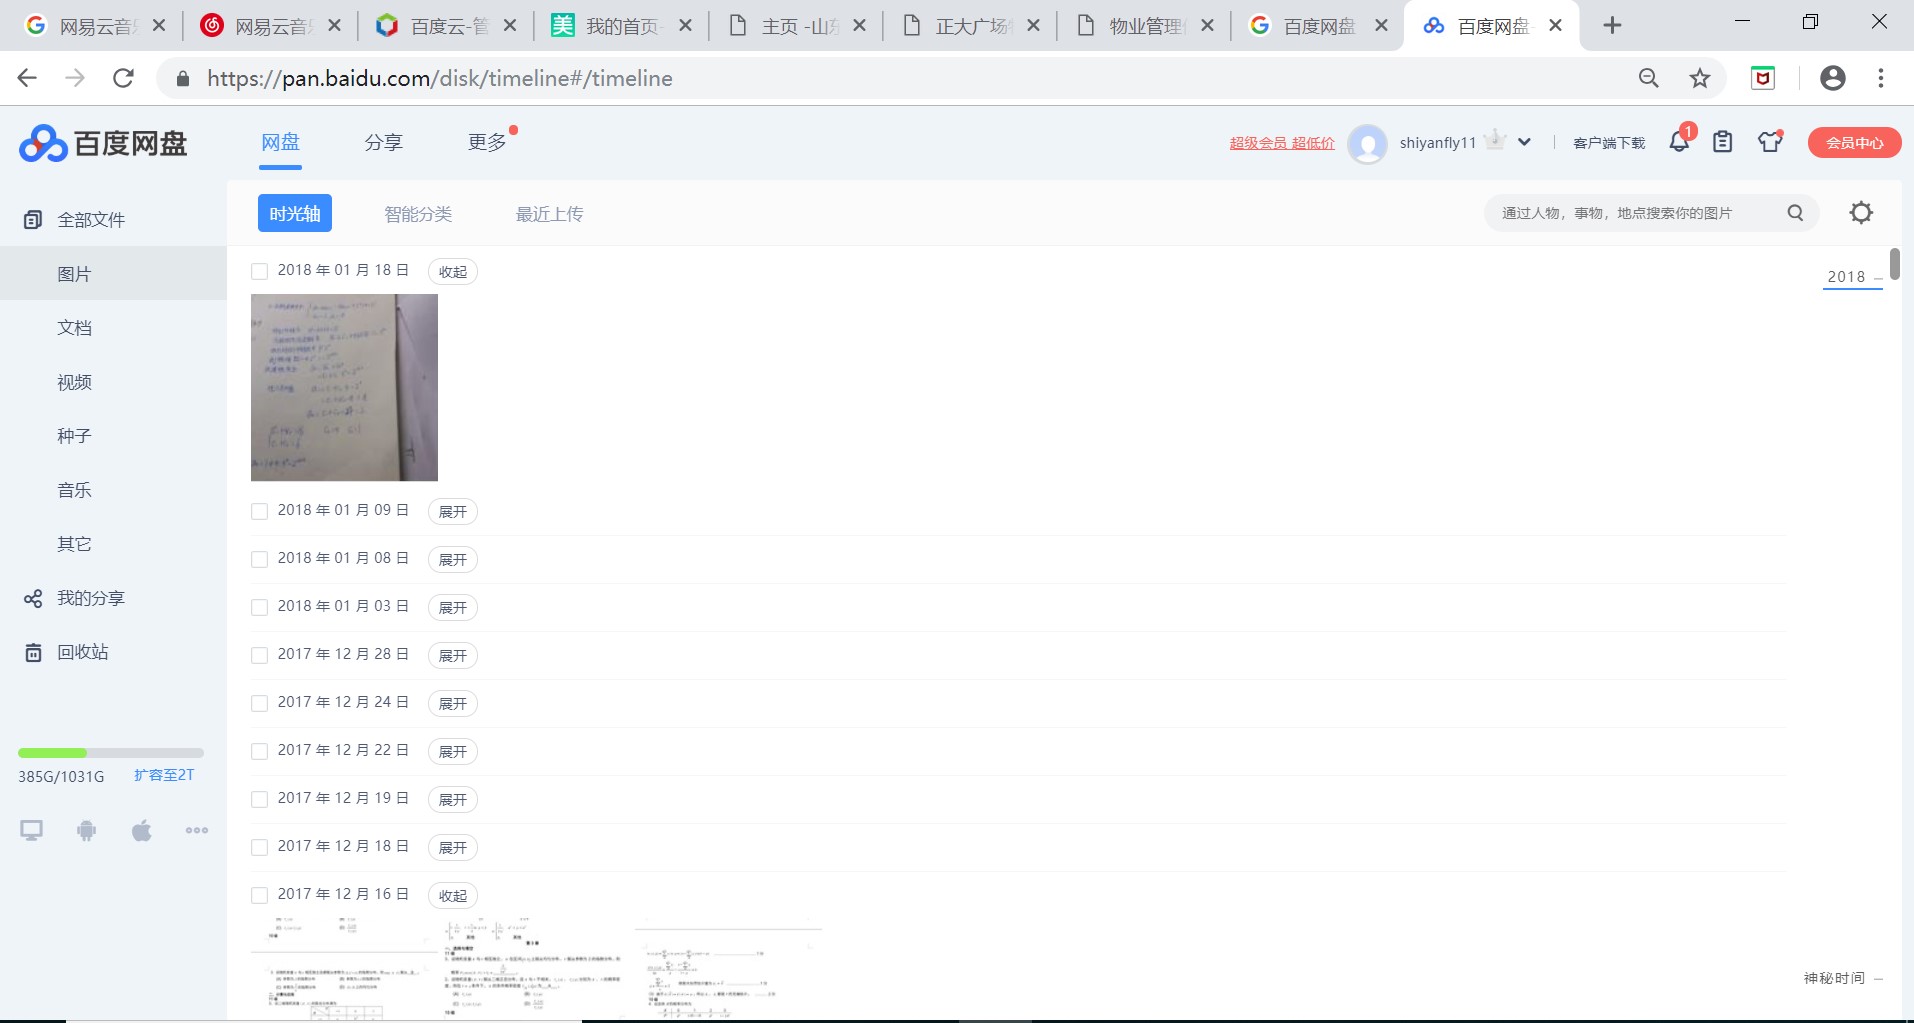 网易云音 网易云音 百度云-管 我的首页- 主页 -山 正大广场 物业管理 百度网盘 百度网盘-
https://pan.baidu.com/disk/timeline#/timeline
百度网盘 网盘 分享 更多 超级会员 超低价 shiyanfly11 客户端下载 1 会员中心
全部文件 时光轴 智能分类 最近上传 通过人物，事物，地点搜索你的图片
图片 2018 年 01 月 18 日 收起 2018
文档
视频
种子
音乐 2018 年 01 月 09 日 展开
其它 2018 年 01 月 08 日 展开
我的分享 2018 年 01 月 03 日 展开
回收站 2017 年 12 月 28 日 展开
2017 年 12 月 24 日 展开
2017 年 12 月 22 日 展开
385G/1031G 扩容至2T
2017 年 12 月 19 日 展开
2017 年 12 月 18 日 展开
2017 年 12 月 16 日 收起
神秘时间